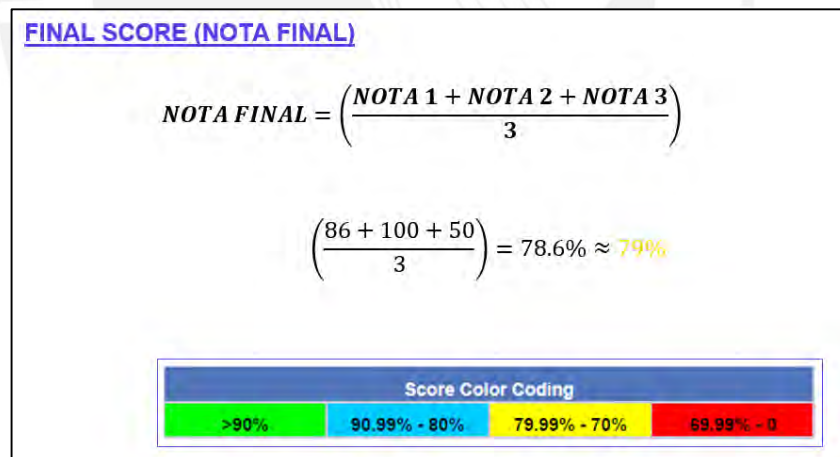 FINAL SCORE (NOTA FINAL)
NOTA FINAL = (NOTA 1 + NOTA 2 + NOTA 3 / 3)
(86 + 100 + 50 / 3) = 78.6% ≈ 79%
Score Color Coding
>90% 90.99% - 80% 79.99% - 70% 69.99% - 0